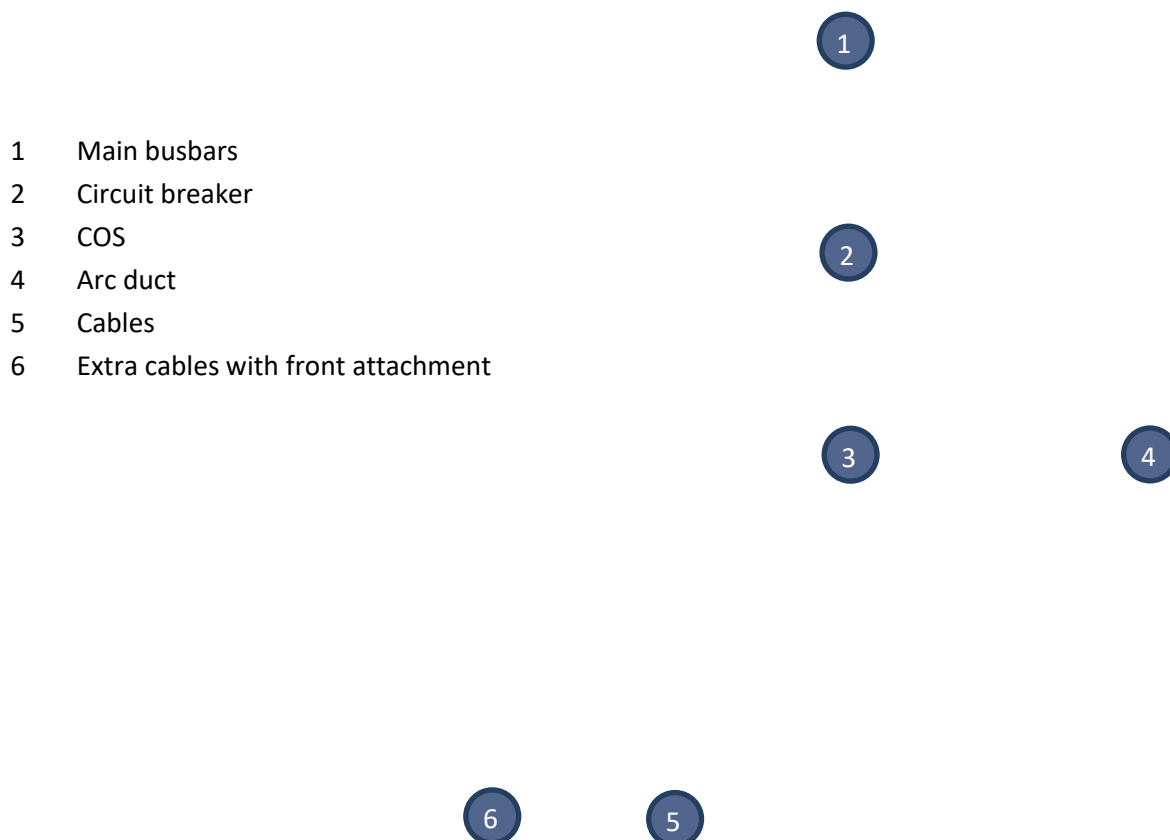 1
1 Main busbars
2 Circuit breaker
2
3 COS
4 Arc duct
5 Cables
6 Extra cables with front attachment
3 4
6 5